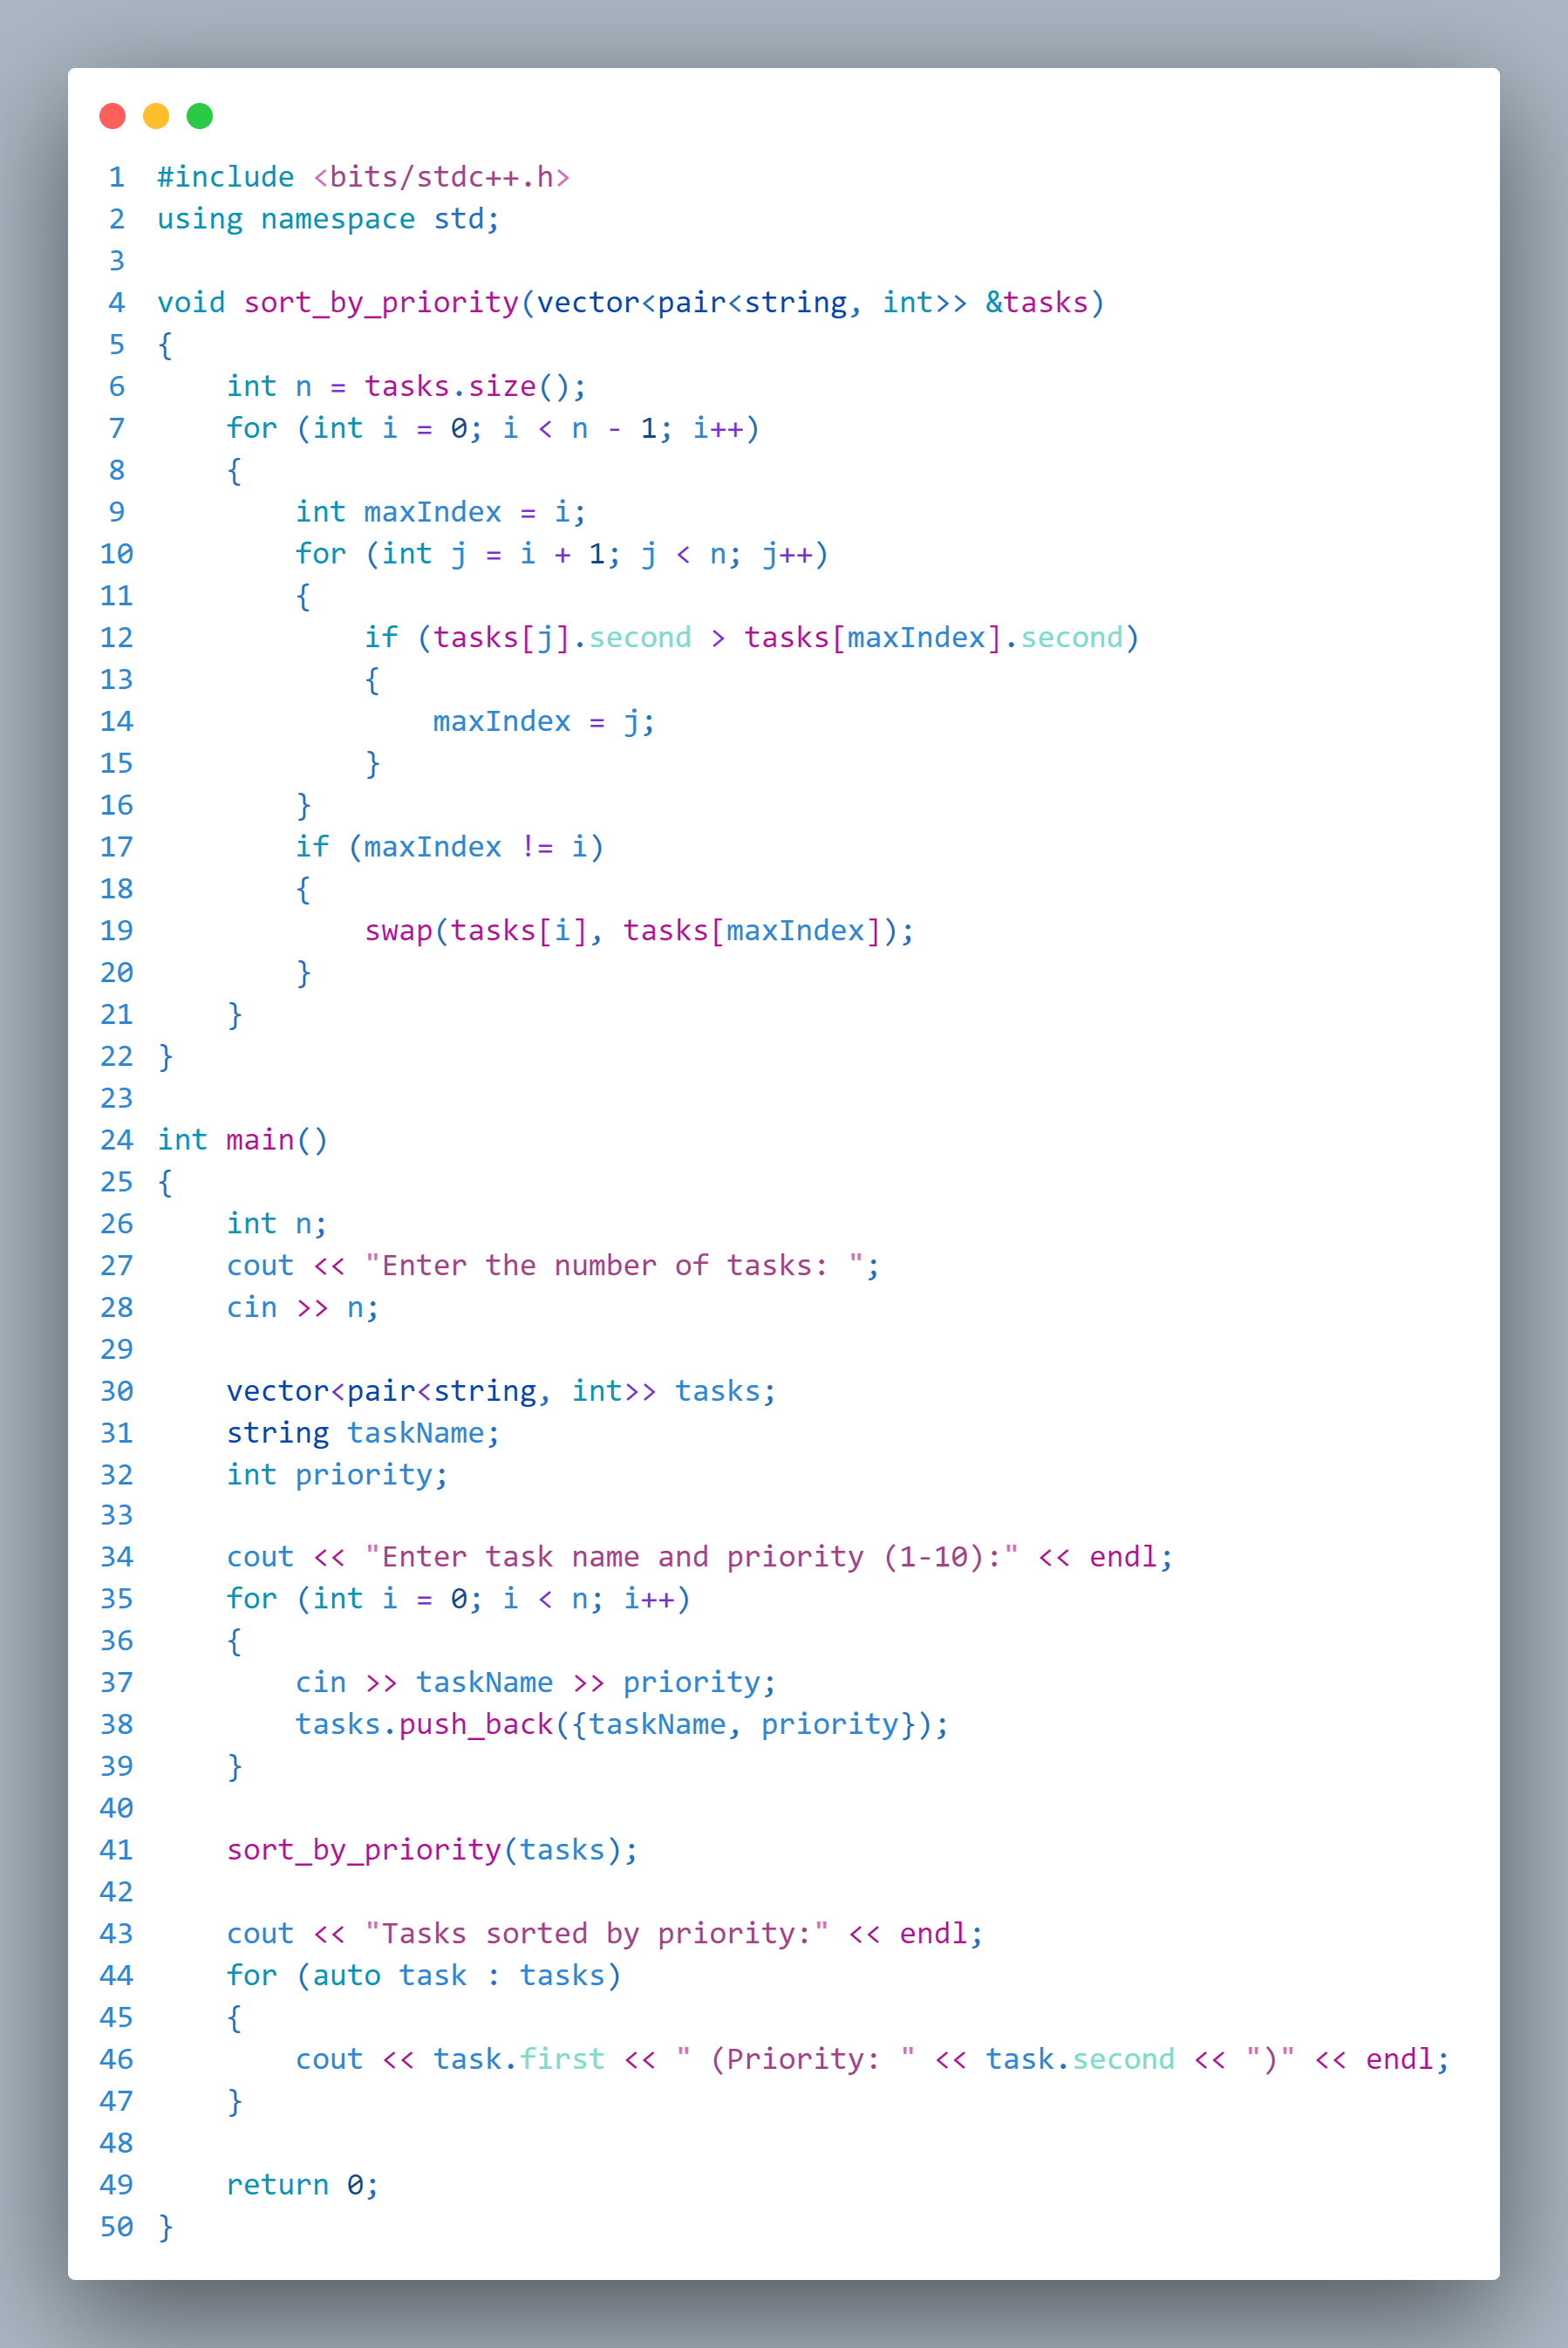 1 #include <bits/stdc++.h>
2 using namespace std;
3
4 void sort_by_priority(vector<pair<string, int>> &tasks)
5 {
6     int n = tasks.size();
7     for (int i = 0; i < n - 1; i++)
8     {
9         int maxIndex = i;
10         for (int j = i + 1; j < n; j++)
11         {
12             if (tasks[j].second > tasks[maxIndex].second)
13             {
14                 maxIndex = j;
15             }
16         }
17         if (maxIndex != i)
18         {
19             swap(tasks[i], tasks[maxIndex]);
20         }
21     }
22 }
23
24 int main()
25 {
26     int n;
27     cout << "Enter the number of tasks: ";
28     cin >> n;
29
30     vector<pair<string, int>> tasks;
31     string taskName;
32     int priority;
33
34     cout << "Enter task name and priority (1-10):" << endl;
35     for (int i = 0; i < n; i++)
36     {
37         cin >> taskName >> priority;
38         tasks.push_back({taskName, priority});
39     }
40
41     sort_by_priority(tasks);
42
43     cout << "Tasks sorted by priority:" << endl;
44     for (auto task : tasks)
45     {
46         cout << task.first << " (Priority: " << task.second << ")" << endl;
47     }
48
49     return 0;
50 }